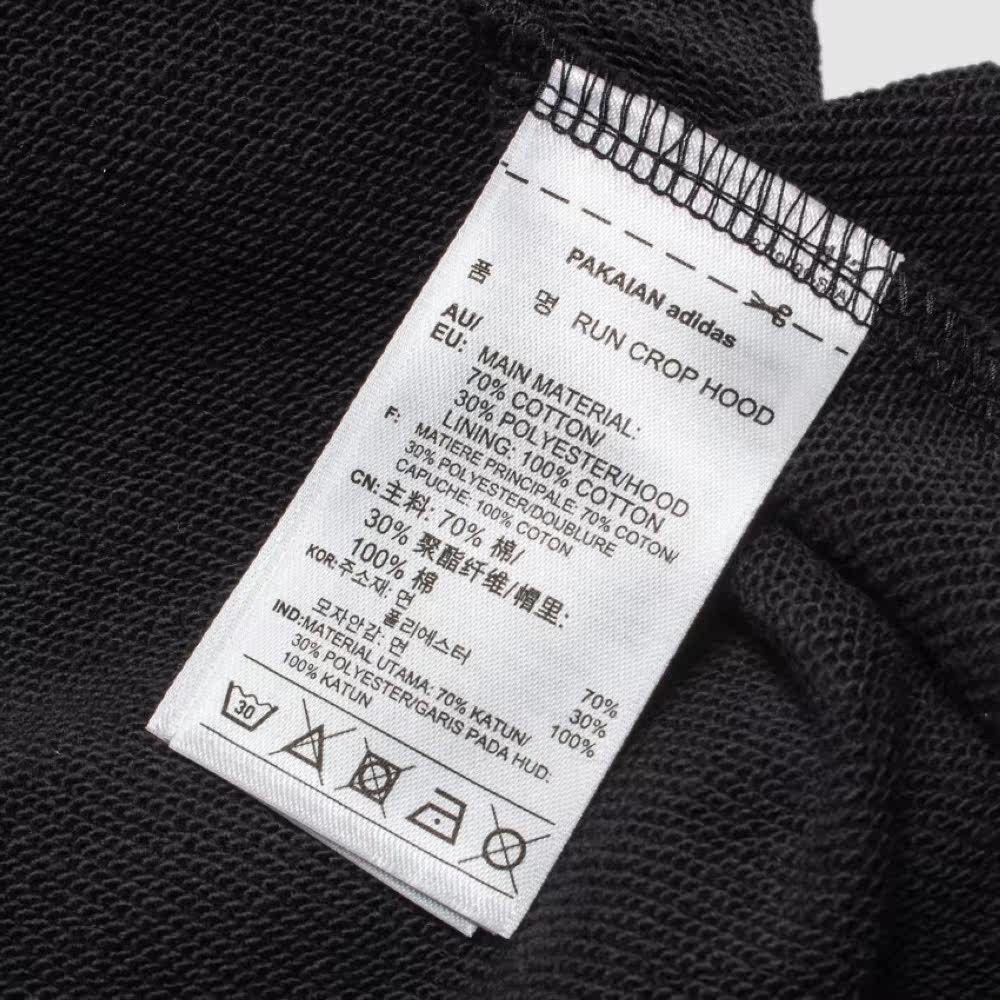 PAKAIAN adidas
품 명 RUN CROP HOOD
AU/
EU: MAIN MATERIAL:
70% COTTON/
30% POLYESTER/HOOD
LINING: 100% COTTON
F: MATIERE PRINCIPALE: 70% COTON/
30% POLYESTER/DOUBLURE
CAPUCHE: 100% COTON
CN: 主料: 70% 棉/
30% 聚酯纤维/帽里:
100% 棉
KOR: 주소재: 면 70%
폴리에스터 30%
모자안감: 면 100%
IND: MATERIAL UTAMA: 70% KATUN/
30% POLYESTER/GARIS PADA HUD:
100% KATUN
30